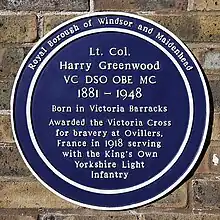 Royal Borough of Windsor and Maidenhead
Lt. Col.
Harry Greenwood
VC DSO OBE MC
1881 - 1948
Born in Victoria Barracks
Awarded the Victoria Cross
for bravery at Ovillers,
France in 1918 serving
with the King's Own
Yorkshire Light
Infantry